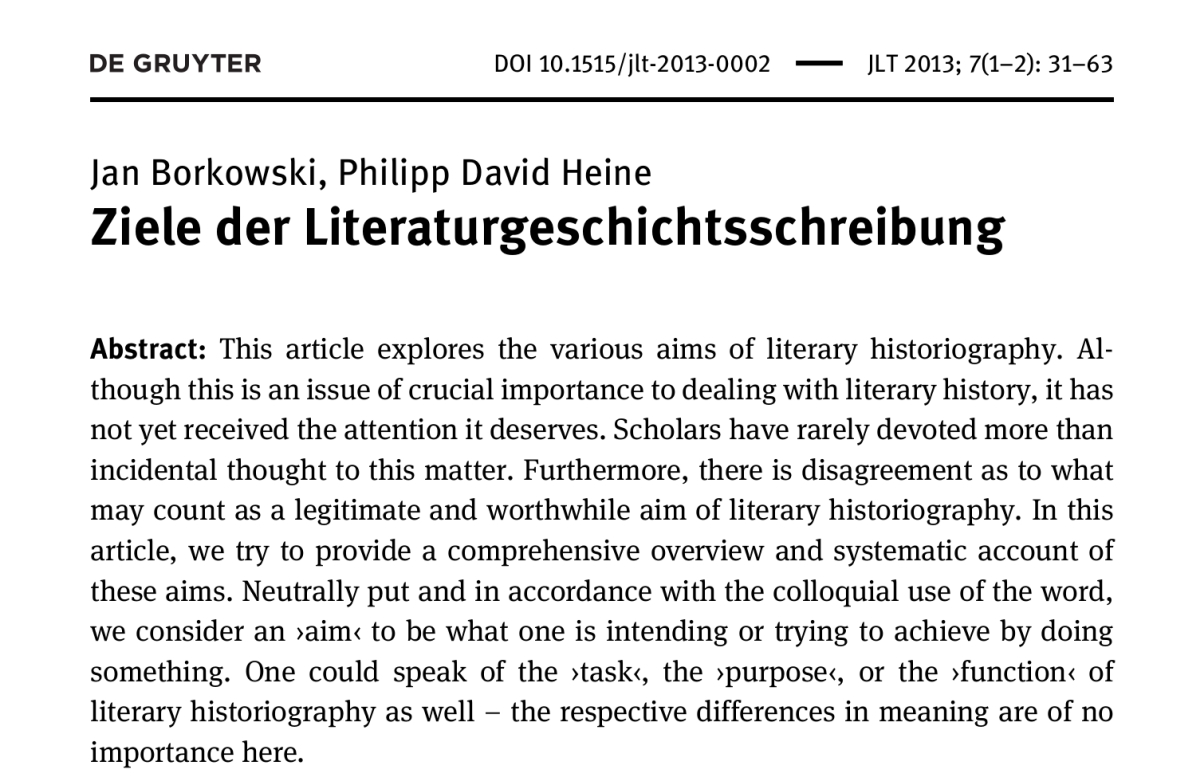 DE GRUYTER DOI 10.1515/jlt-2013-0002 — JLT 2013; 7(1–2): 31–63
Jan Borkowski, Philipp David Heine
Ziele der Literaturgeschichtsschreibung
Abstract: This article explores the various aims of literary historiography. Al-
though this is an issue of crucial importance to dealing with literary history, it has
not yet received the attention it deserves. Scholars have rarely devoted more than
incidental thought to this matter. Furthermore, there is disagreement as to what
may count as a legitimate and worthwhile aim of literary historiography. In this
article, we try to provide a comprehensive overview and systematic account of
these aims. Neutrally put and in accordance with the colloquial use of the word,
we consider an ›aim‹ to be what one is intending or trying to achieve by doing
something. One could speak of the ›task‹, the ›purpose‹, or the ›function‹ of
literary historiography as well – the respective differences in meaning are of no
importance here.